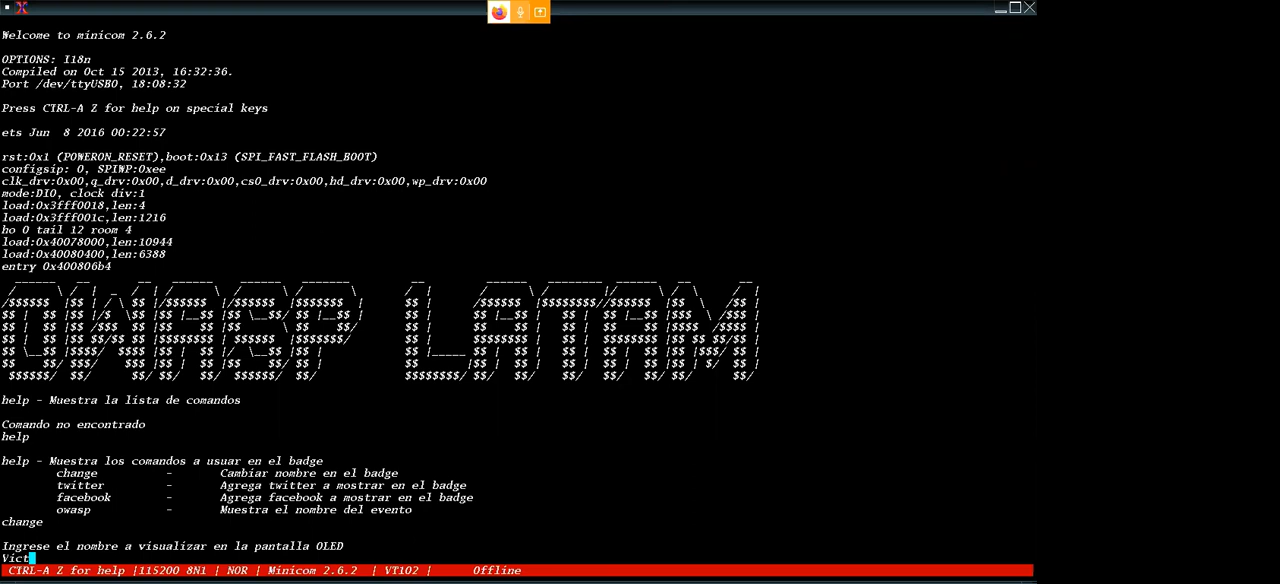 Welcome to minicom 2.6.2
OPTIONS: I18n
Compiled on Oct 15 2013, 16:32:36.
Port /dev/ttyUSB0, 18:08:32
Press CTRL-A Z for help on special keys
ets Jun  8 2016 00:22:57
rst:0x1 (POWERON_RESET),boot:0x13 (SPI_FAST_FLASH_BOOT)
configsip: 0, SPIWP:0xee
clk_drv:0x00,q_drv:0x00,d_drv:0x00,cs0_drv:0x00,hd_drv:0x00,wp_drv:0x00
mode:DIO, clock div:1
load:0x3fff0018,len:4
load:0x3fff001c,len:1216
ho 0 tail 12 room 4
load:0x40078000,len:10944
load:0x40080400,len:6388
entry 0x400806b4
OWASP LATAM
help - Muestra la lista de comandos
Comando no encontrado
help
help - Muestra los comandos a usuar en el badge
change - Cambiar nombre en el badge
twitter - Agrega twitter a mostrar en el badge
facebook - Agrega facebook a mostrar en el badge
owasp - Muestra el nombre del evento
change
Ingrese el nombre a visualizar en la pantalla OLED
Vict
CTRL-A Z for help |115200 8N1 | NOR | Minicom 2.6.2 | VT102 | Offline